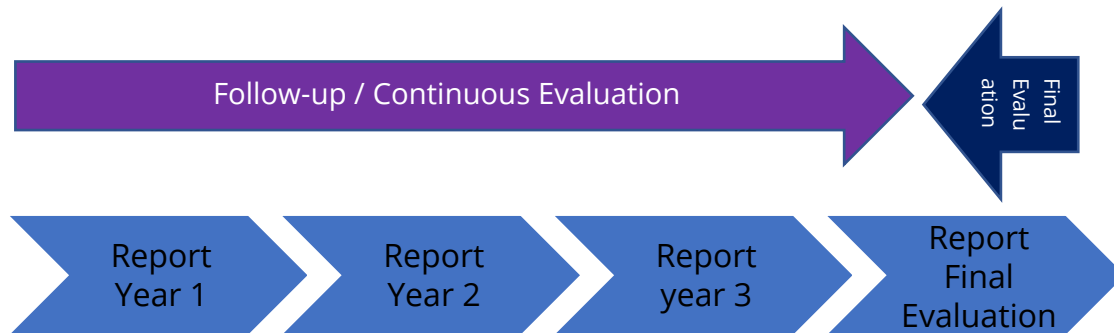 Follow-up / Continuous Evaluation
Final
Evalu
ation
Report
Year 1
Report
Year 2
Report
year 3
Report
Final
Evaluation